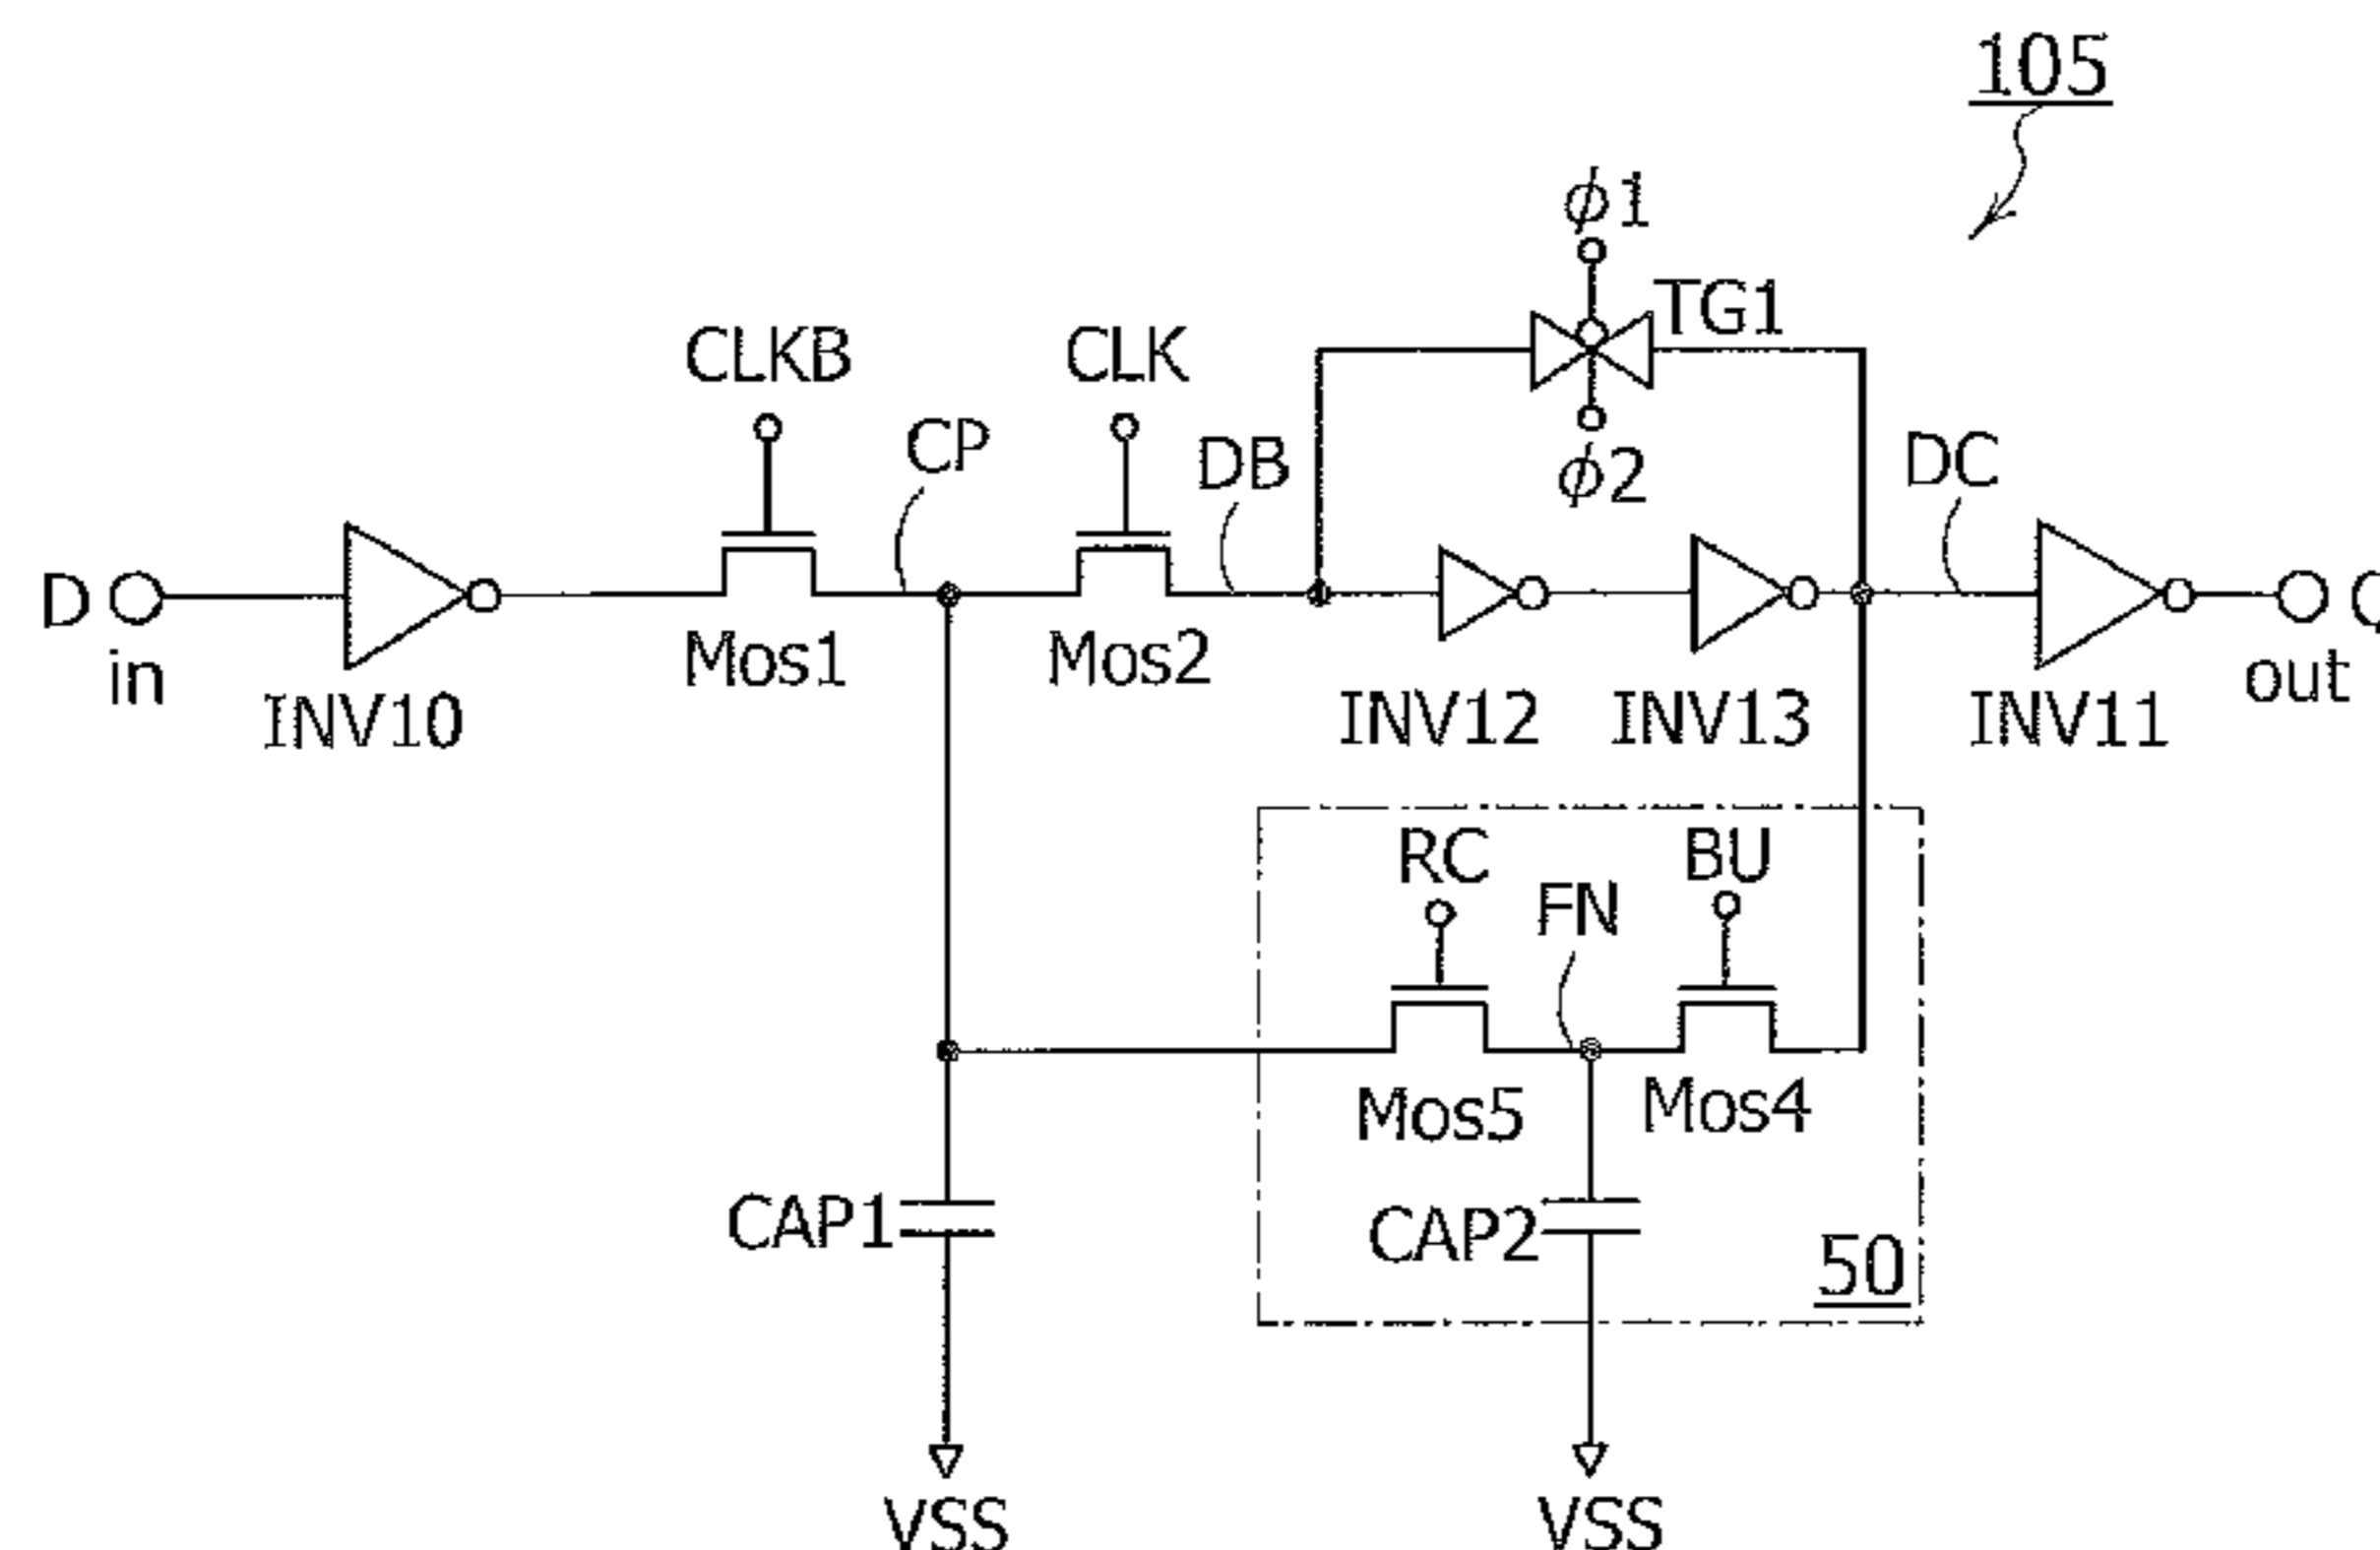 105
ϕ1
TG1
CLKB
CLK
CP
DB
ϕ2
DC
D
in
INV10
Mos1
Mos2
INV12
INV13
INV11
out
RC
FN
BU
Mos5
Mos4
CAP1
CAP2
50
VSS
VSS